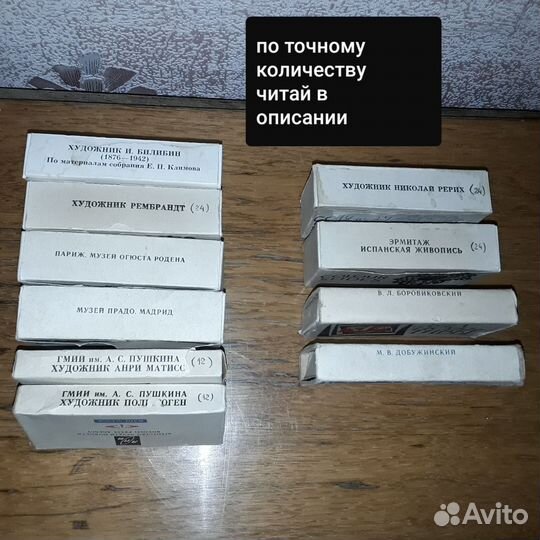 по точному
количеству
читай в
описании
ХУДОЖНИК И. БИЛИБИН
(1876—1942)
По материалам собрания Е. П. Климова
ХУДОЖНИК РЕМБРАНДТ (24)
ПАРИЖ. МУЗЕЙ ОГЮСТА РОДЕНА
МУЗЕЙ ПРАДО. МАДРИД
ГМИИ им. А. С. ПУШКИНА
ХУДОЖНИК АНРИ МАТИСС (12)
ГМИИ им. А. С. ПУШКИНА
ХУДОЖНИК ПОЛЬ ГОГЕН (12)
ХУДОЖНИК НИКОЛАЙ РЕРИХ (24)
ЭРМИТАЖ
ИСПАНСКАЯ ЖИВОПИСЬ (24)
В. Л. БОРОВИКОВСКИЙ
М. В. ДОБУЖИНСКИЙ
Avito